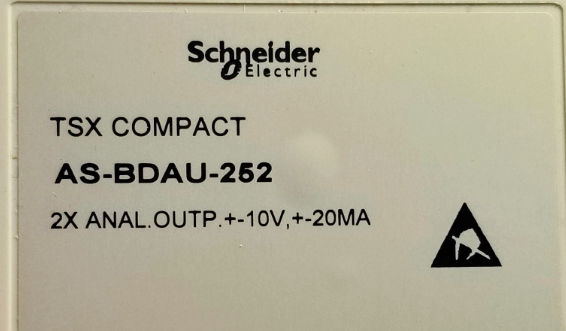 Schneider
Electric
TSX COMPACT
AS-BDAU-252
2X ANAL.OUTP.+-10V,+-20MA